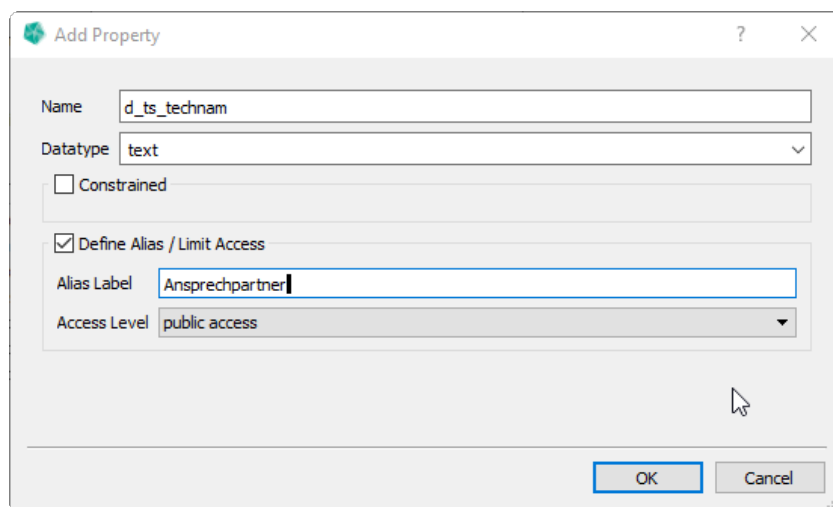 Add Property
Name d_ts_technam
Datatype text
Constrained
Define Alias / Limit Access
Alias Label Ansprechpartner
Access Level public access
OK Cancel